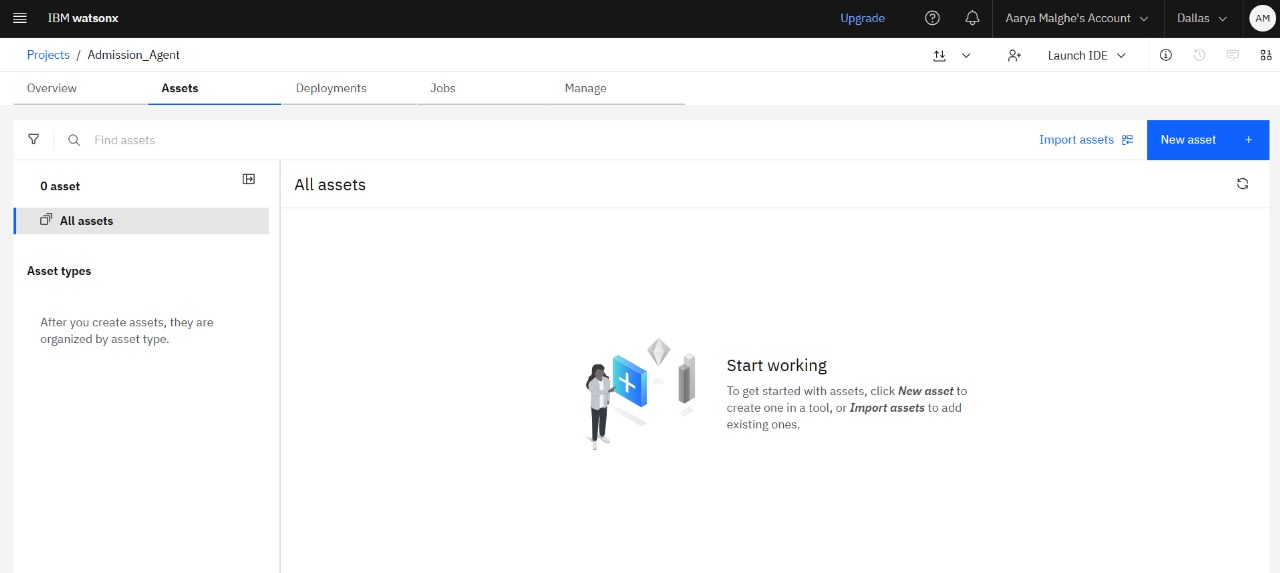 IBM watsonx
Upgrade
Aarya Malghe's Account
Dallas
AM
Projects / Admission_Agent
Launch IDE
Overview
Assets
Deployments
Jobs
Manage
Find assets
Import assets
New asset +
0 asset
All assets
All assets
Asset types
After you create assets, they are
organized by asset type.
Start working
To get started with assets, click New asset to
create one in a tool, or Import assets to add
existing ones.